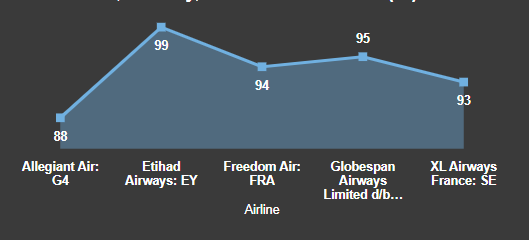 99
95
94
93
88
Allegiant Air:
G4
Etihad
Airways: EY
Freedom Air:
FRA
Globespan
Airways
Limited d/b...
XL Airways
France: SE
Airline